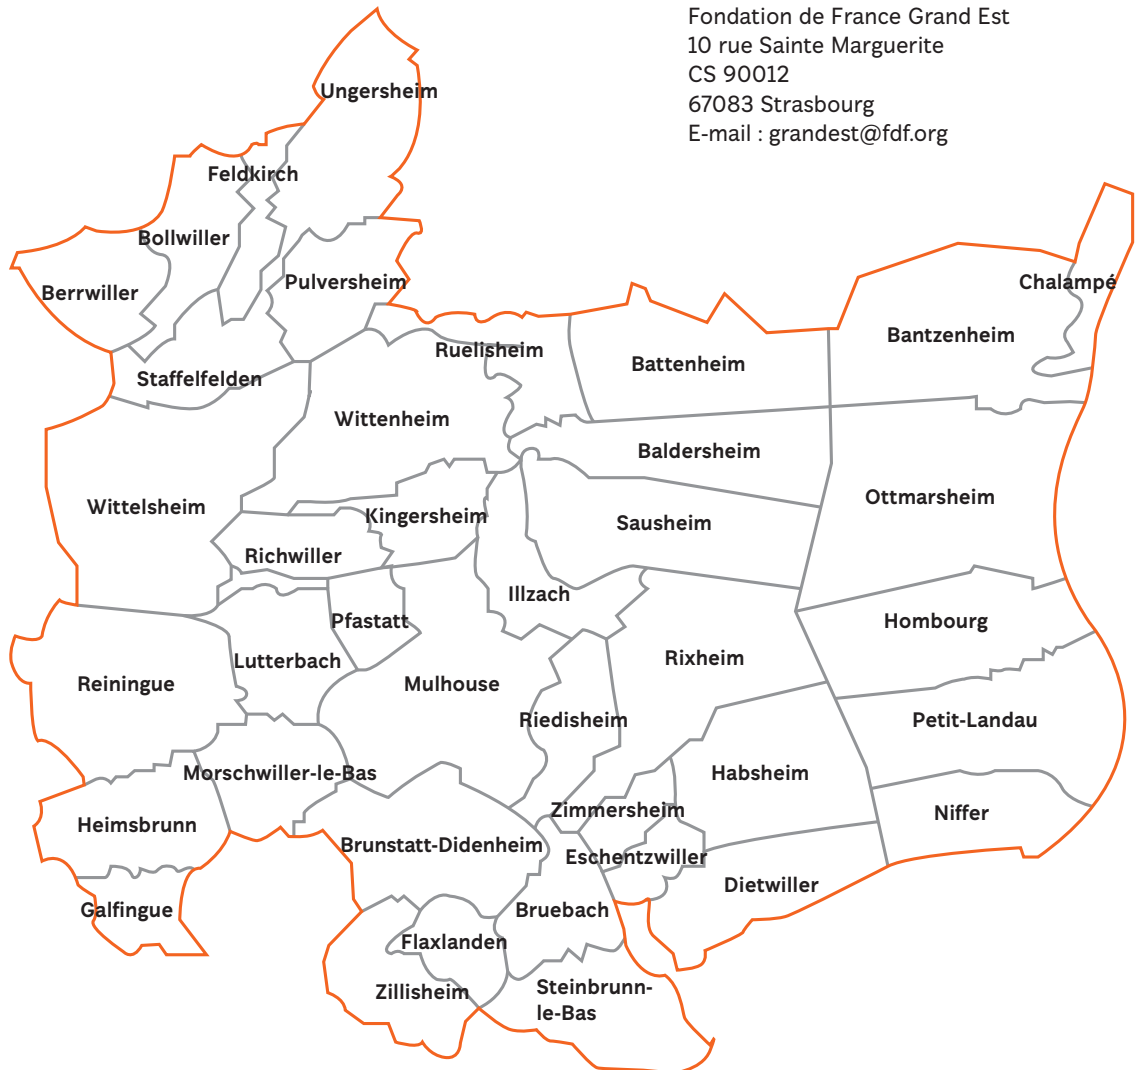 Fondation de France Grand Est
10 rue Sainte Marguerite
CS 90012
67083 Strasbourg
E-mail : grandest@fdf.org
Ungersheim
Feldkirch
Bollwiller
Berrwiller
Pulversheim
Chalampé
Bantzenheim
Ruelisheim
Battenheim
Staffelfelden
Wittenheim
Baldersheim
Ottmarsheim
Wittelsheim
Kingersheim
Sausheim
Richwiller
Illzach
Pfastatt
Hombourg
Lutterbach
Rixheim
Reiningue
Mulhouse
Riedisheim
Petit-Landau
Morschwiller-le-Bas
Habsheim
Zimmersheim
Niffer
Heimsbrunn
Brunstatt-Didenheim
Eschentzwiller
Dietwiller
Galfingue
Bruebach
Flaxlanden
Zillisheim
Steinbrunn-
le-Bas